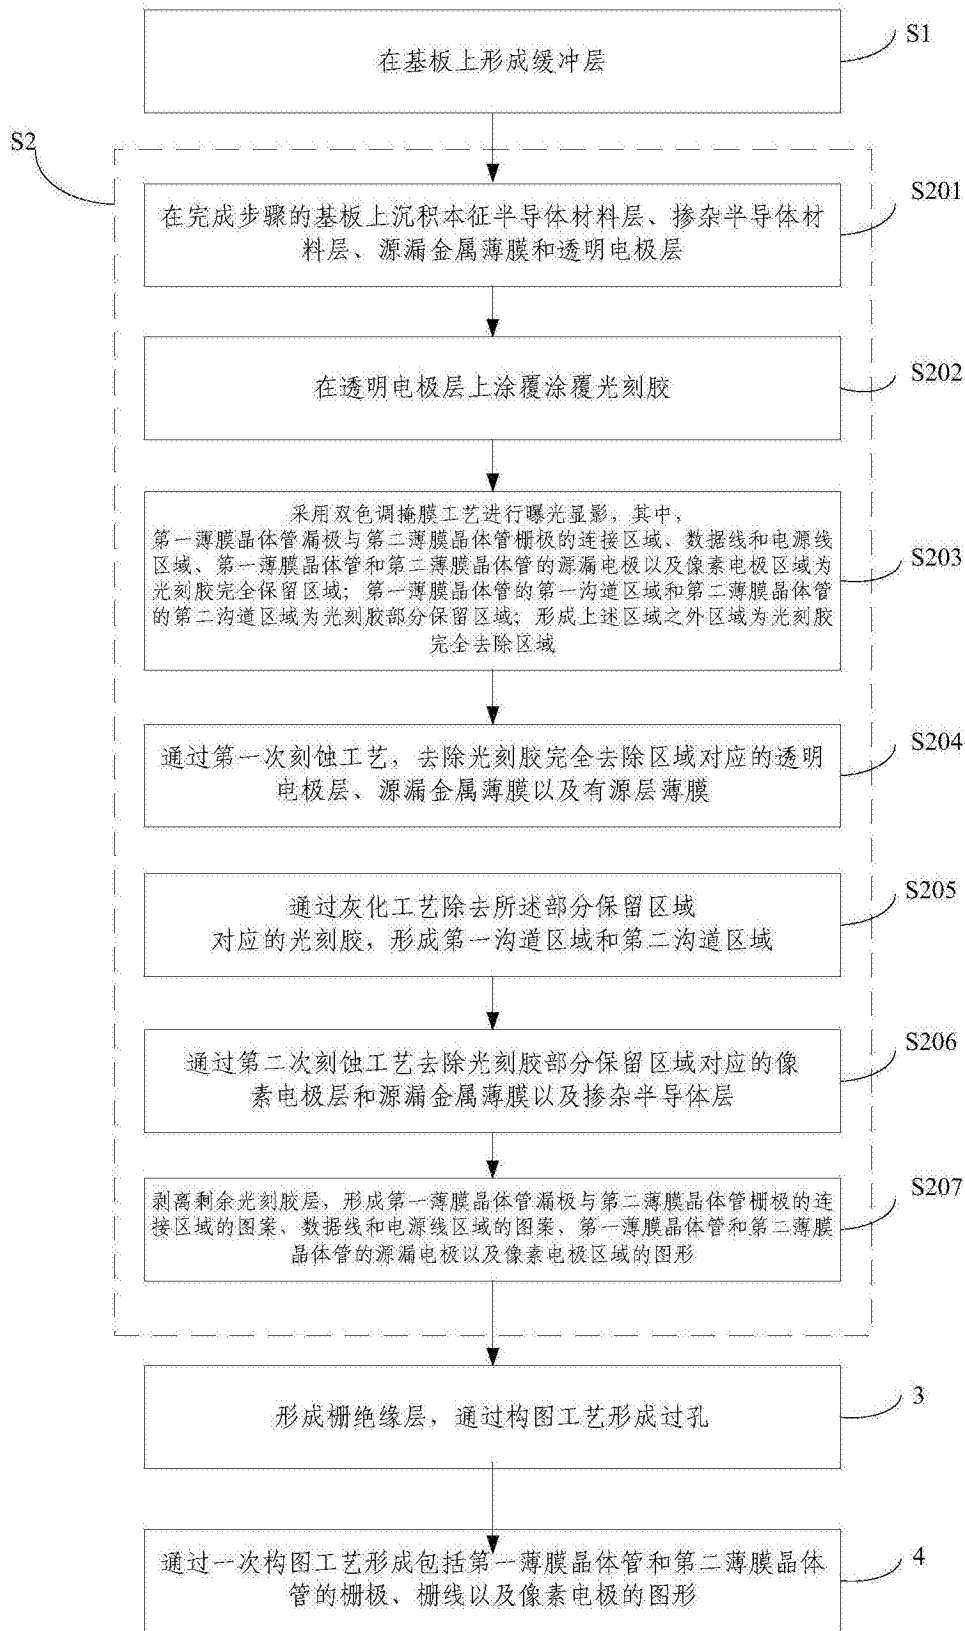 S1
在基板上形成缓冲层
S2
S201
在完成步骤的基板上沉积本征半导体材料层、掺杂半导体材
料层、源漏金属薄膜和透明电极层
S202
在透明电极层上涂覆涂覆光刻胶
S203
采用双色调掩膜工艺进行曝光显影，其中，
第一薄膜晶体管漏极与第二薄膜晶体管栅极的连接区域、数据线和电源线
区域、第一薄膜晶体管和第二薄膜晶体管的源漏电极以及像素电极区域为
光刻胶完全保留区域；第一薄膜晶体管的第一沟道区域和第二薄膜晶体管
的第二沟道区域为光刻胶部分保留区域；形成上述区域之外区域为光刻胶
完全去除区域
S204
通过第一次刻蚀工艺，去除光刻胶完全去除区域对应的透明
电极层、源漏金属薄膜以及有源层薄膜
S205
通过灰化工艺除去所述部分保留区域
对应的光刻胶，形成第一沟道区域和第二沟道区域
S206
通过第二次刻蚀工艺去除光刻胶部分保留区域对应的像
素电极层和源漏金属薄膜以及掺杂半导体层
S207
剥离剩余光刻胶层，形成第一薄膜晶体管漏极与第二薄膜晶体管栅极的连
接区域的图案、数据线和电源线区域的图案、第一薄膜晶体管和第二薄膜
晶体管的源漏电极以及像素电极区域的图形
3
形成栅绝缘层，通过构图工艺形成过孔
4
通过一次构图工艺形成包括第一薄膜晶体管和第二薄膜晶体
管的栅极、栅线以及像素电极的图形